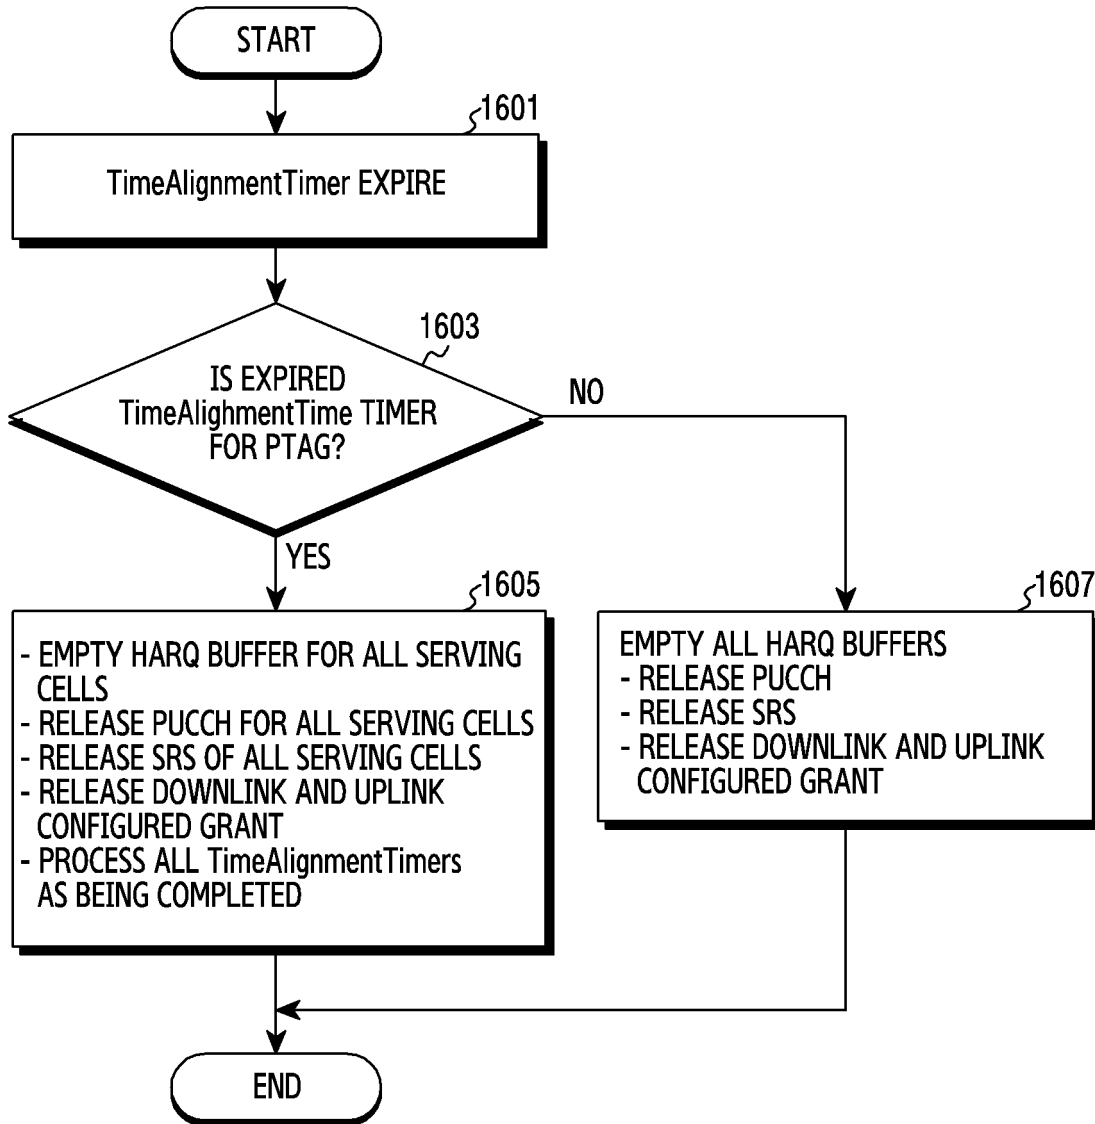 START
1601
TimeAlignmentTimer EXPIRE
1603
IS EXPIRED
TimeAlighmentTime TIMER
FOR PTAG?
NO
YES
1605
- EMPTY HARQ BUFFER FOR ALL SERVING
CELLS
- RELEASE PUCCH FOR ALL SERVING CELLS
- RELEASE SRS OF ALL SERVING CELLS
- RELEASE DOWNLINK AND UPLINK
CONFIGURED GRANT
- PROCESS ALL TimeAlignmentTimers
AS BEING COMPLETED
1607
EMPTY ALL HARQ BUFFERS
- RELEASE PUCCH
- RELEASE SRS
- RELEASE DOWNLINK AND UPLINK
CONFIGURED GRANT
END